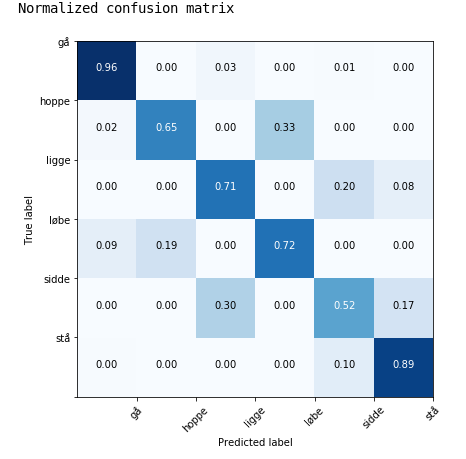 Normalized confusion matrix
gå
0.96 0.00 0.03 0.00 0.01 0.00
hoppe
0.02 0.65 0.00 0.33 0.00 0.00
ligge
0.00 0.00 0.71 0.00 0.20 0.08
løbe
0.09 0.19 0.00 0.72 0.00 0.00
sidde
0.00 0.00 0.30 0.00 0.52 0.17
stå
0.00 0.00 0.00 0.00 0.10 0.89
True label
gå hoppe ligge løbe sidde stå
Predicted label